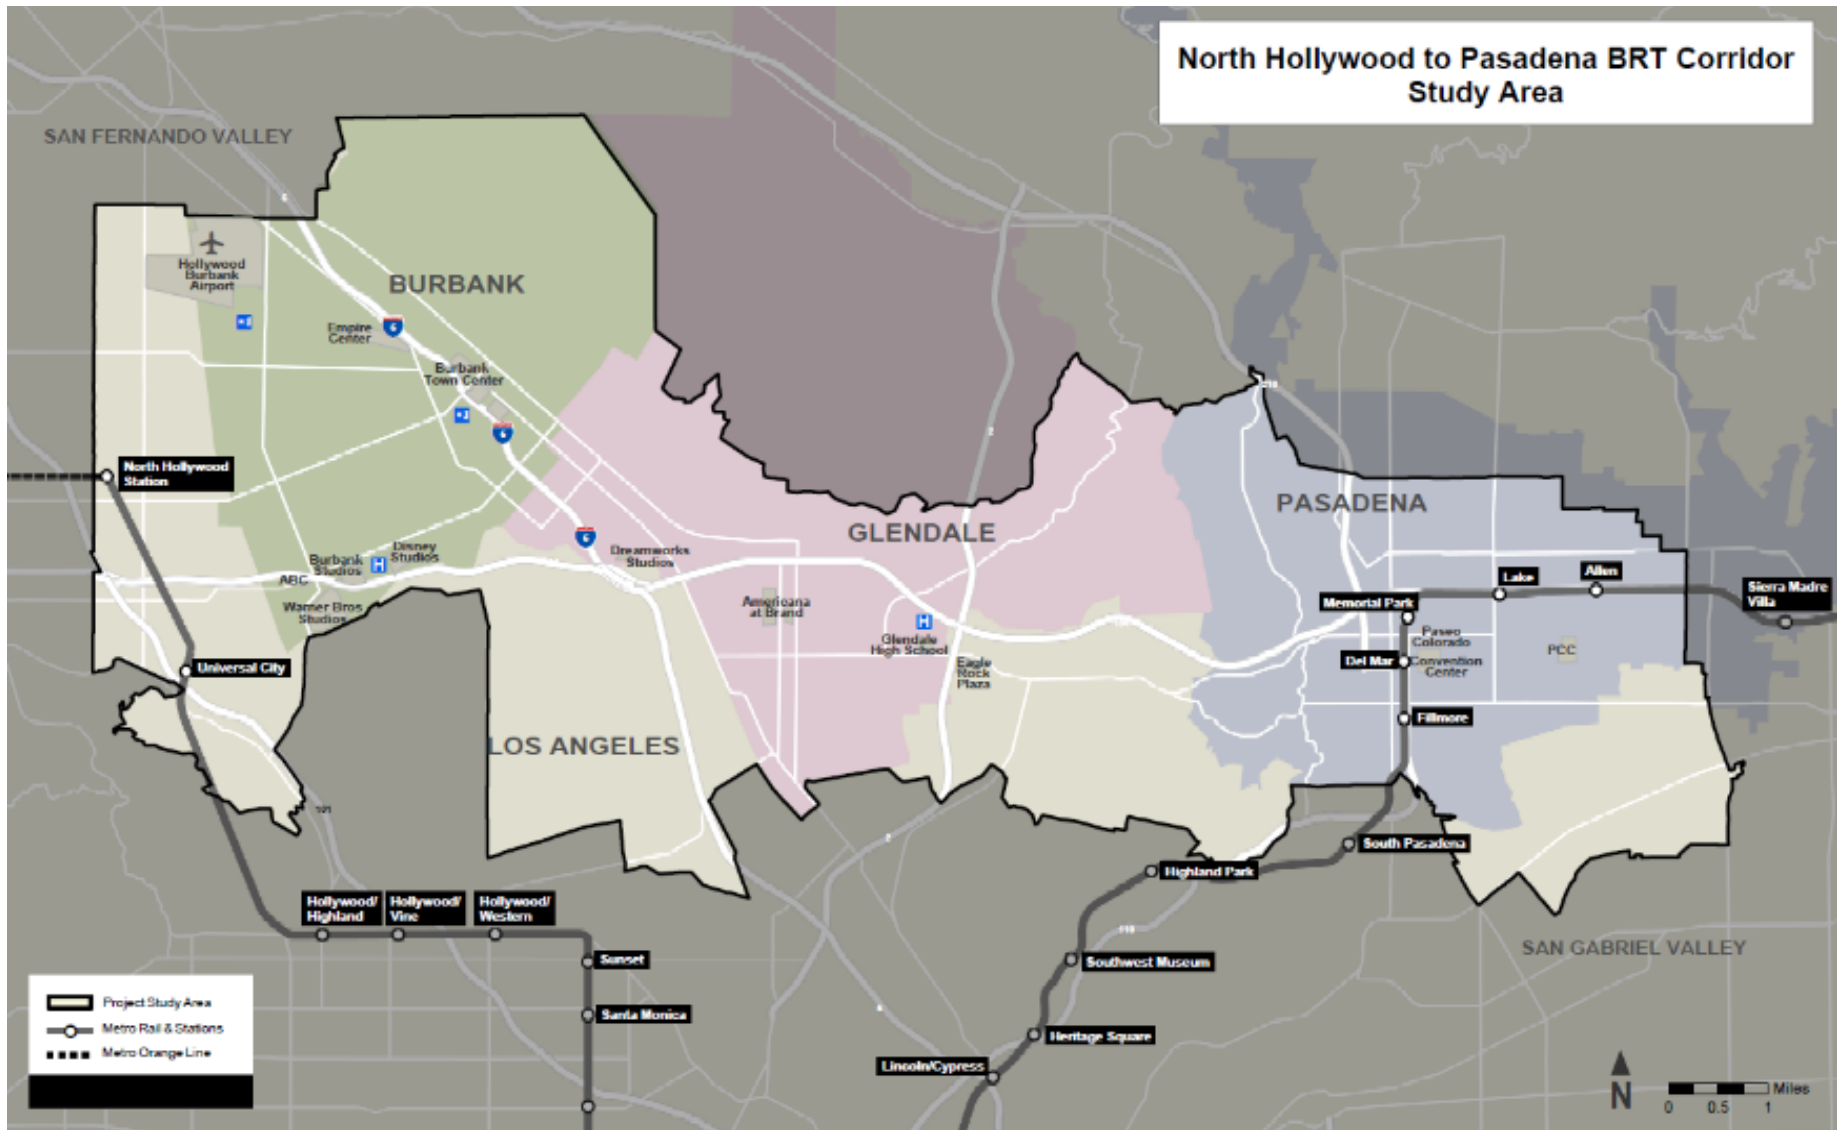 North Hollywood to Pasadena BRT Corridor
Study Area
SAN FERNANDO VALLEY
Hollywood
Burbank
Airport
BURBANK
Empire
Center
Burbank
Town Center
North Hollywood
Station
Disney
Studios
Burbank
Studios
ABC
Warner Bros
Studios
Universal City
Dreamworks
Studios
GLENDALE
Americana
at Brand
Glendale
High School
Eagle
Rock
Plaza
LOS ANGELES
PASADENA
Lake
Allen
Sierra Madre
Villa
Memorial Park
Paseo
Colorado
Del Mar
Convention
Center
PCC
Fillmore
South Pasadena
Highland Park
101
2
2
Hollywood/
Highland
Hollywood/
Vine
Hollywood/
Western
Sunset
Santa Monica
Southwest Museum
Heritage Square
Lincoln/Cypress
SAN GABRIEL VALLEY
Project Study Area
Metro Rail & Stations
Metro Orange Line
N
Miles
0 0.5 1